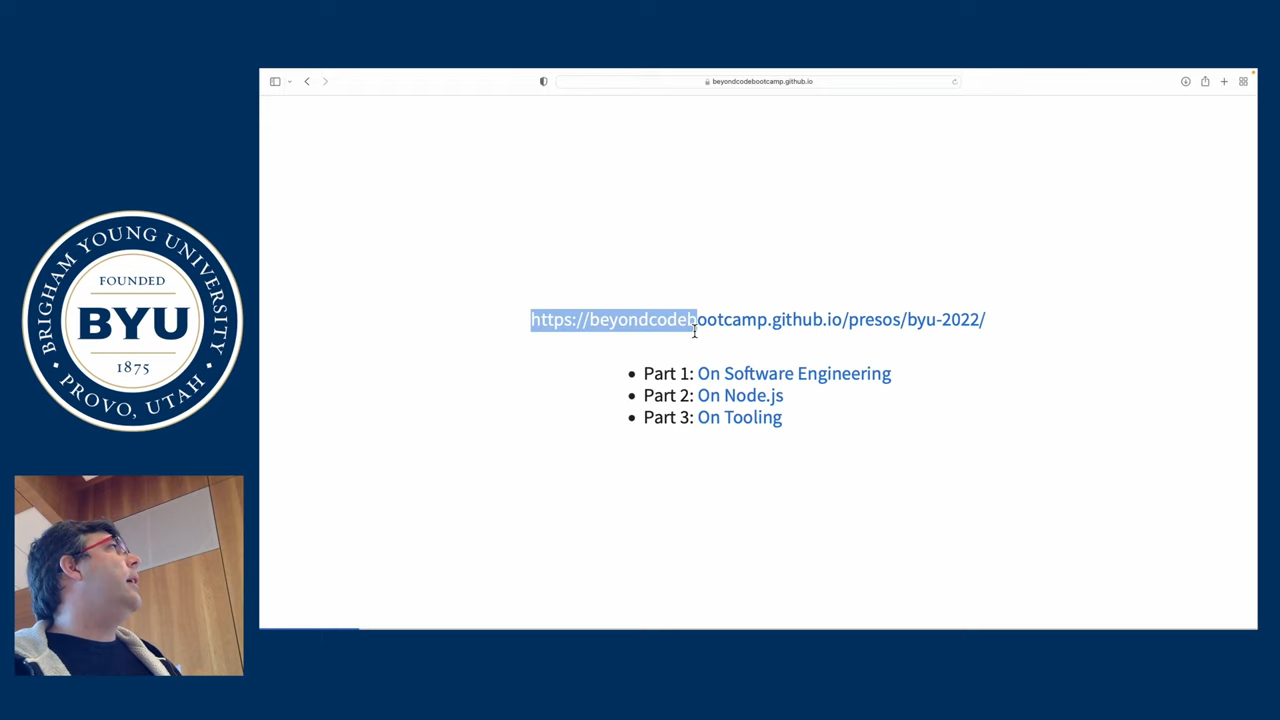 beyondcodebootcamp.github.io
BRIGHAM YOUNG UNIVERSITY
FOUNDED
BYU
1875
PROVO, UTAH
https://beyondcodebootcamp.github.io/presos/byu-2022/
• Part 1: On Software Engineering
• Part 2: On Node.js
• Part 3: On Tooling